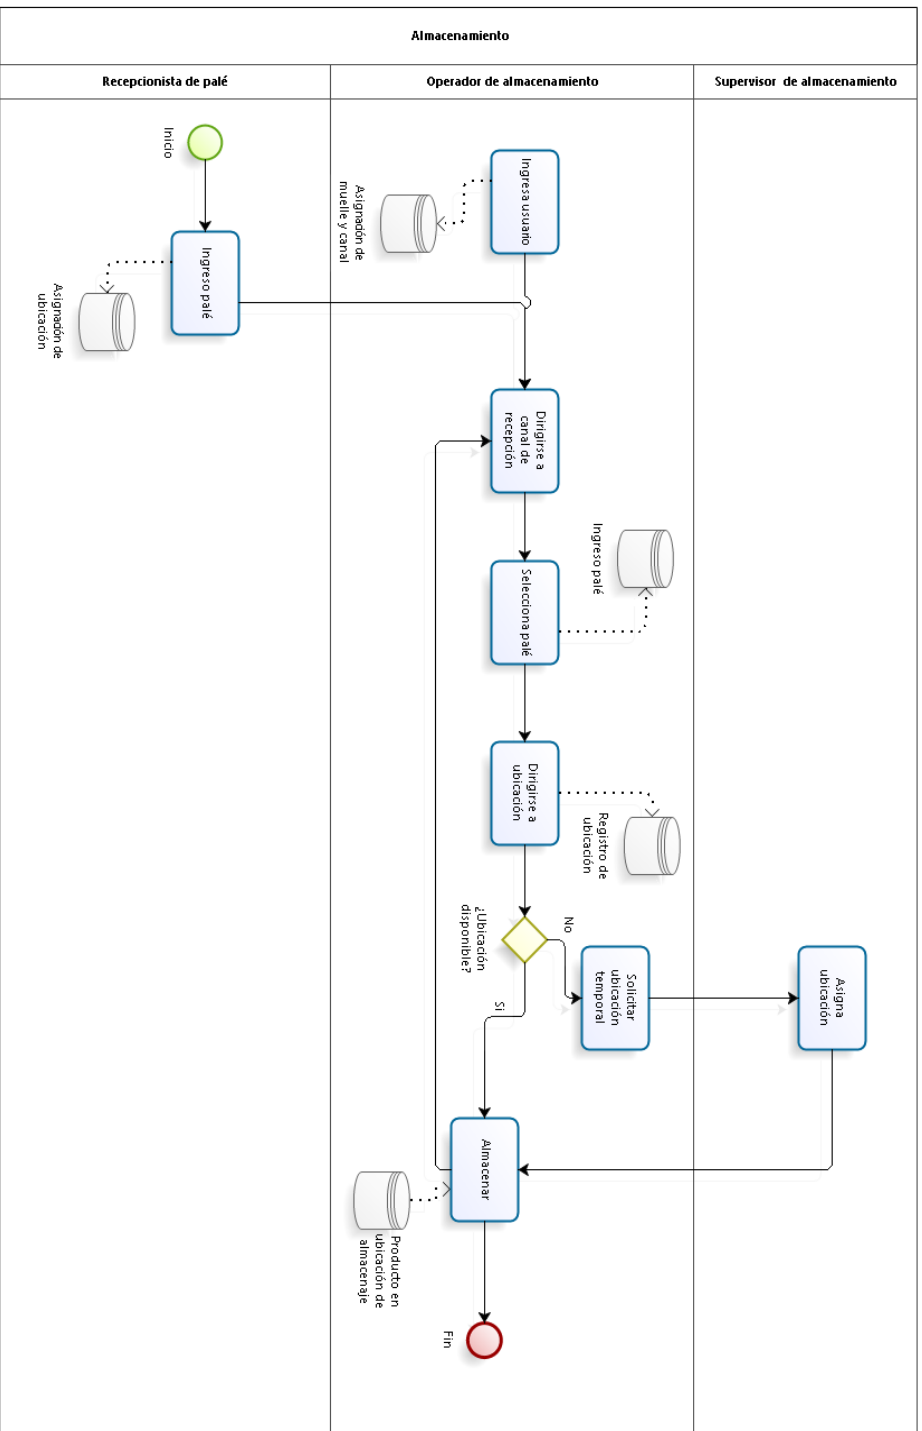 Almacenamiento
Recepcionista de palé
Operador de almacenamiento
Supervisor de almacenamiento
Inicio
Ingreso palé
Asignación de
ubicación
Ingresa usuario
Asignación de
muelle y canal
Dirigirse a
canal de
recepción
Selecciona palé
Ingreso palé
Dirigirse a
ubicación
Registro de
ubicación
¿Ubicación
disponible?
No
Si
Solicitar
ubicación
temporal
Asigna
ubicación
Almacenar
Producto en
ubicación de
almacenaje
Fin